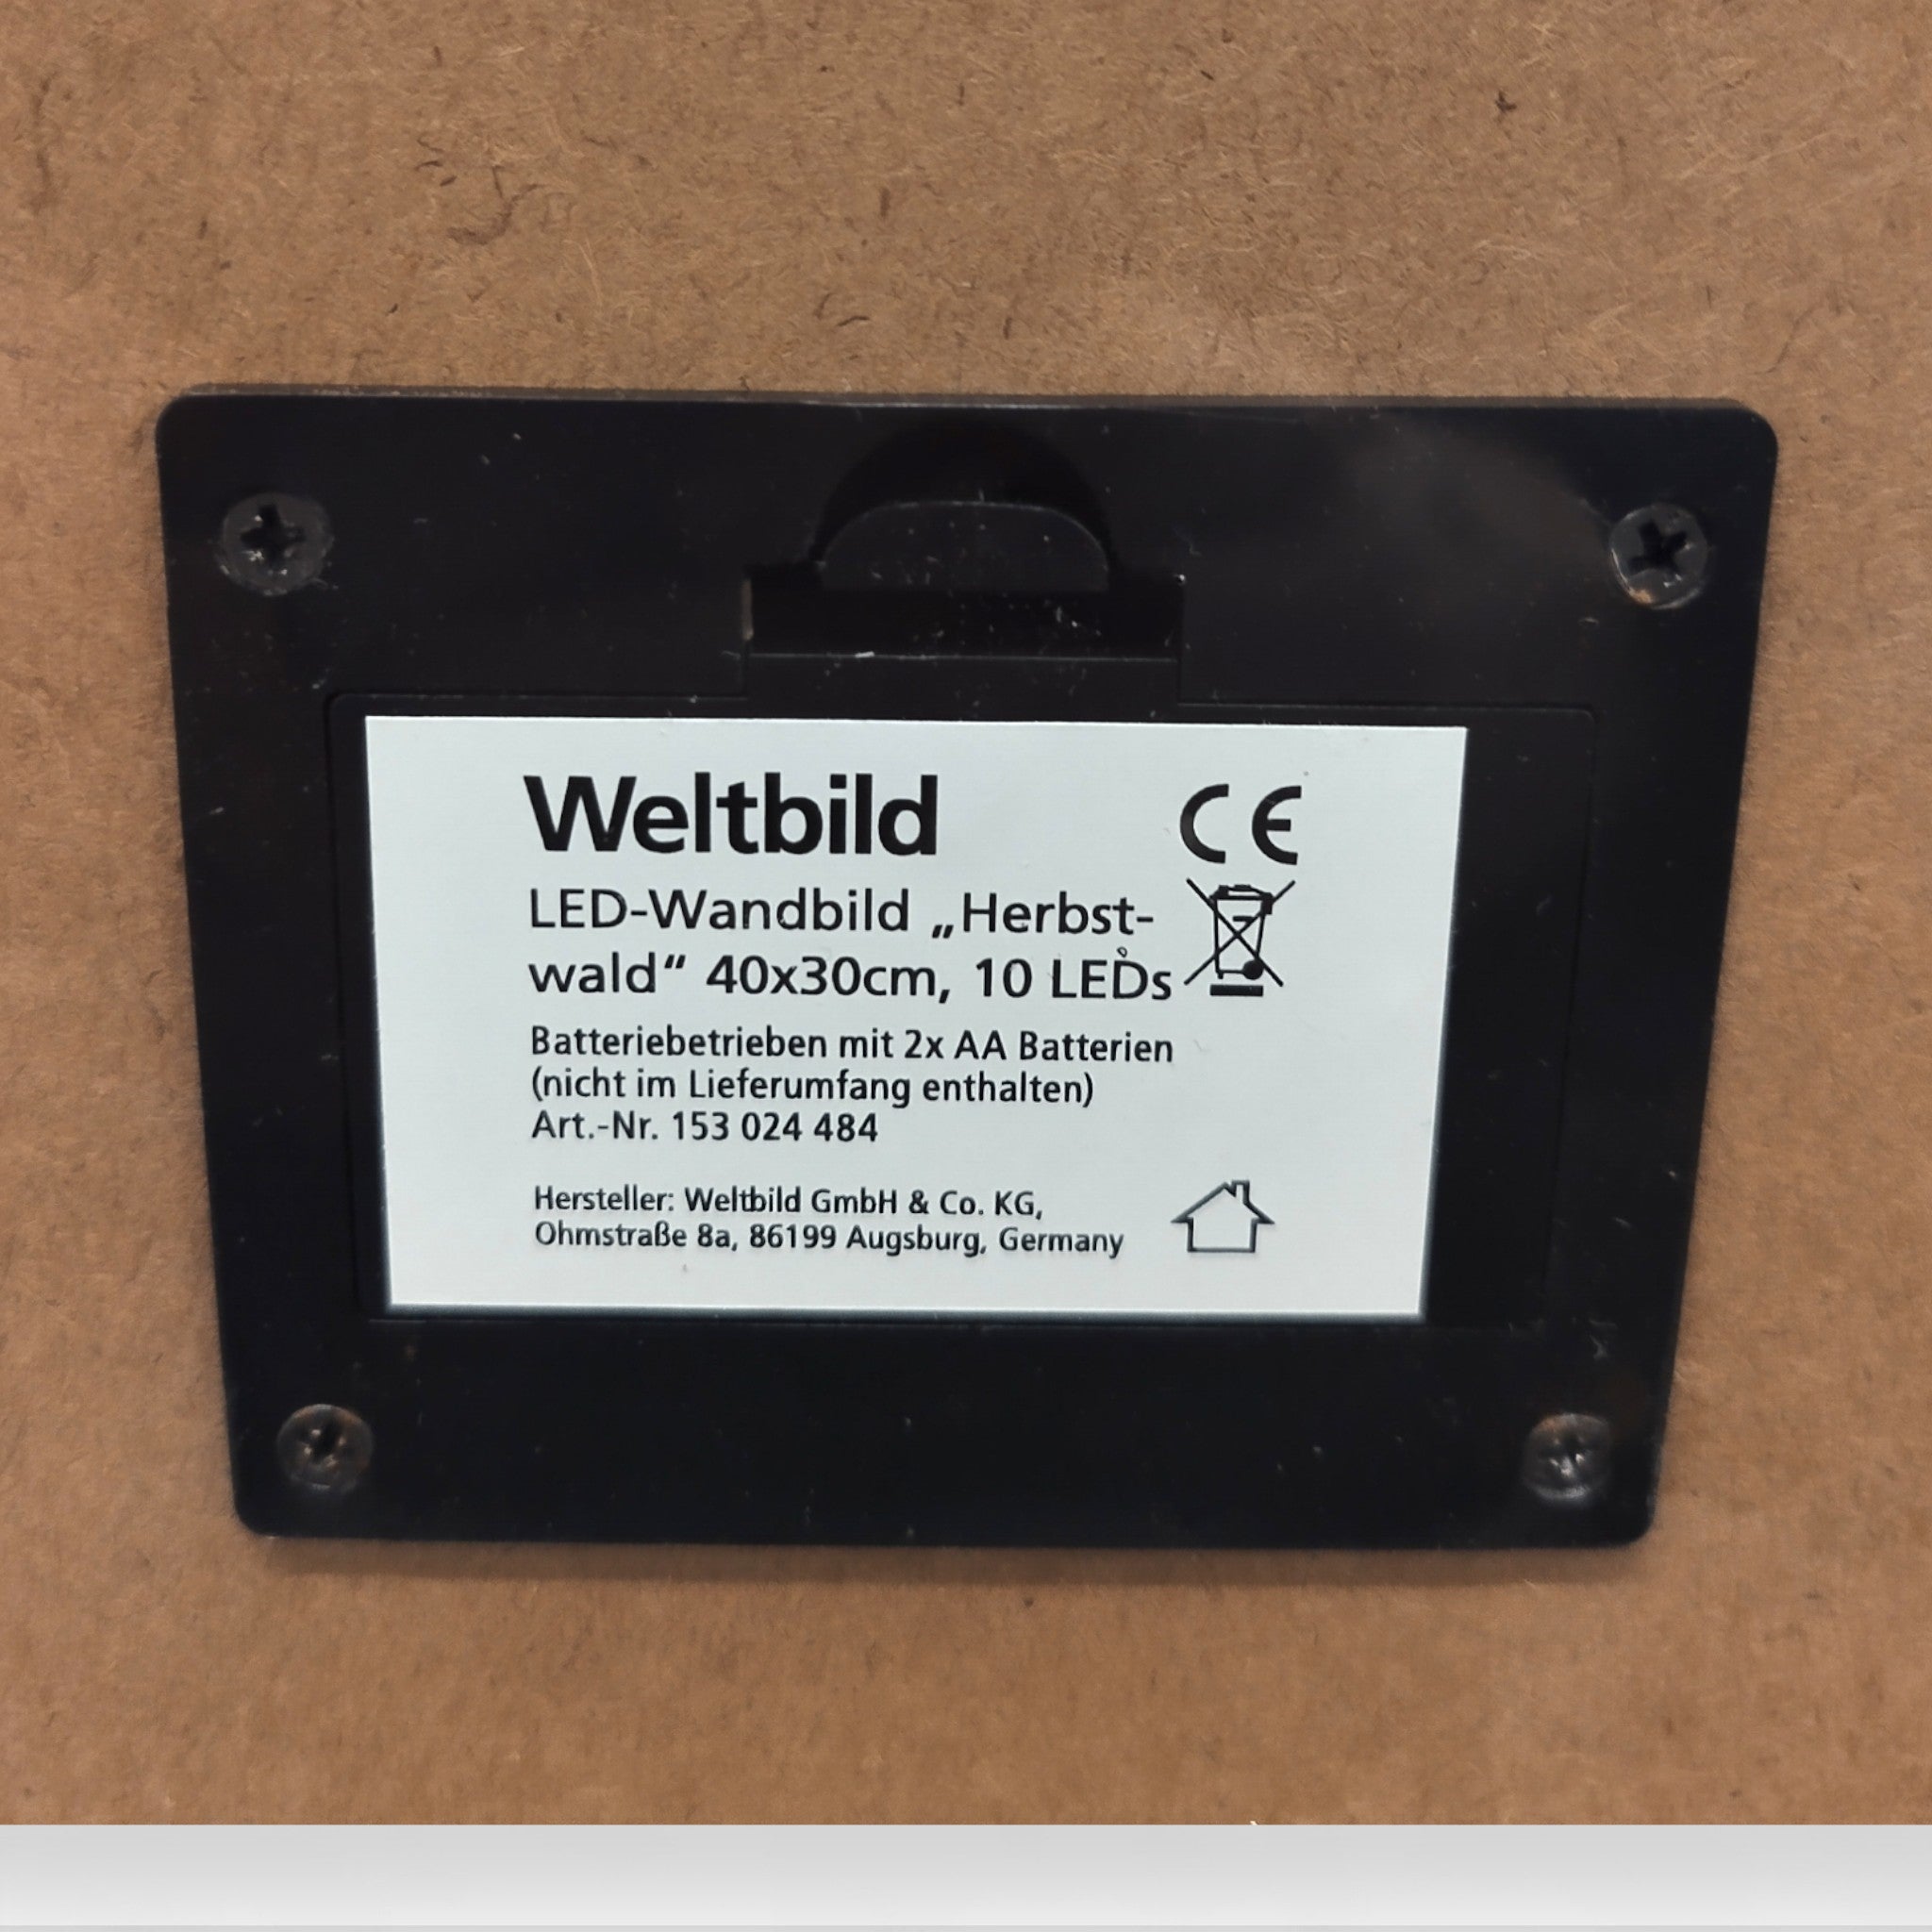 Weltbild
CE
LED-Wandbild „Herbst-
wald“ 40x30cm, 10 LEDs
Batteriebetrieben mit 2x AA Batterien
(nicht im Lieferumfang enthalten)
Art.-Nr. 153 024 484
Hersteller: Weltbild GmbH & Co. KG,
Ohmstraße 8a, 86199 Augsburg, Germany